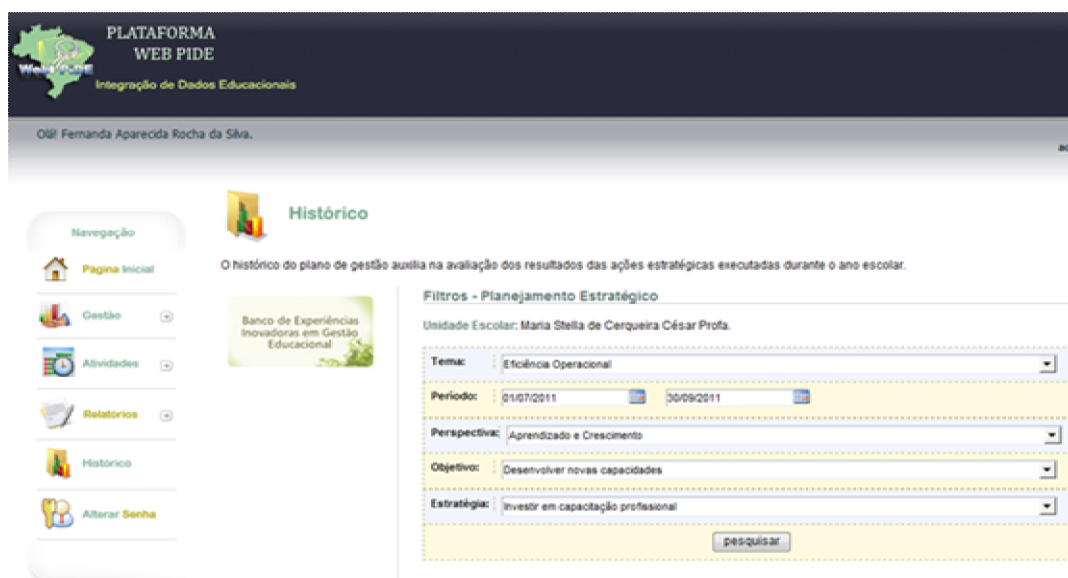 PLATAFORMA
WEB PIDE
Integração de Dados Educacionais
Olá! Fernanda Aparecida Rocha da Silva.
Histórico
Navegação
Pagina Inicial
Gestão
Atividades
Relatórios
Histórico
Alterar Senha
O histórico do plano de gestão auxilia na avaliação dos resultados das ações estratégicas executadas durante o ano escolar.
Banco de Experiências
Inovadoras em Gestão
Educacional
Filtros - Planejamento Estratégico
Unidade Escolar: Maria Stella de Cerqueira César Profa.
Tema: Eficiência Operacional
Período: 01/07/2011 30/09/2011
Perspectiva: Aprendizado e Crescimento
Objetivo: Desenvolver novas capacidades
Estratégia: Investir em capacitação profissional
pesquisar